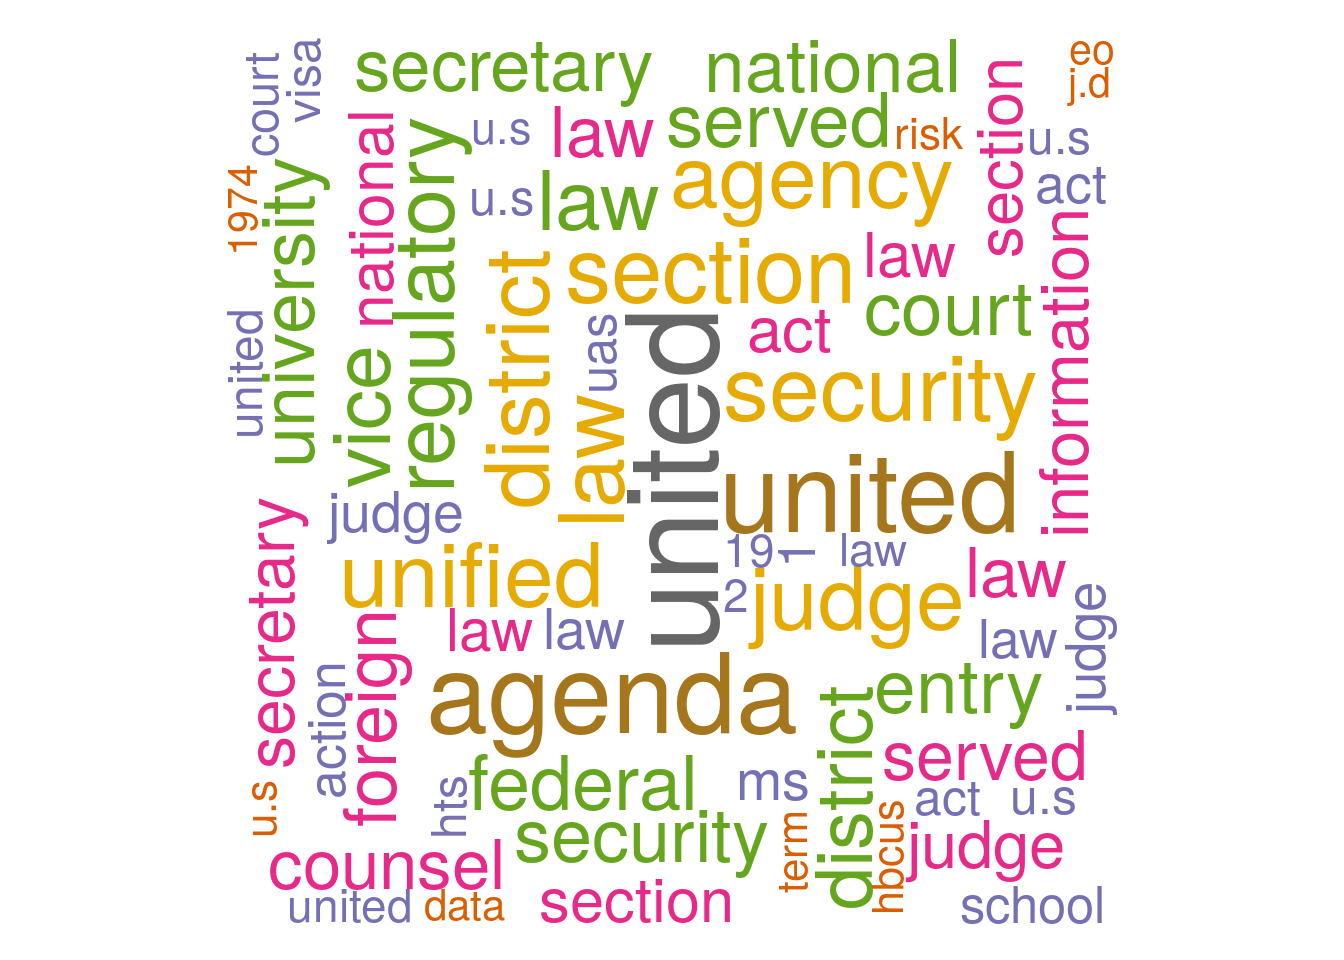 court
visa
secretary
national
eo
j.d
section
national
regulatory
u.s
law
served
risk
u.s
1974
university
u.s
law
agency
act
law
information
district
section
court
united
vice
law
uas
united
act
security
judge
united
secretary
unified
19
1
law
law
2
judge
foreign
law
law
law
judge
action
agenda
district
entry
u.s
hts
federal
ms
served
act
u.s
security
term
hbcus
judge
counsel
united
data
section
school